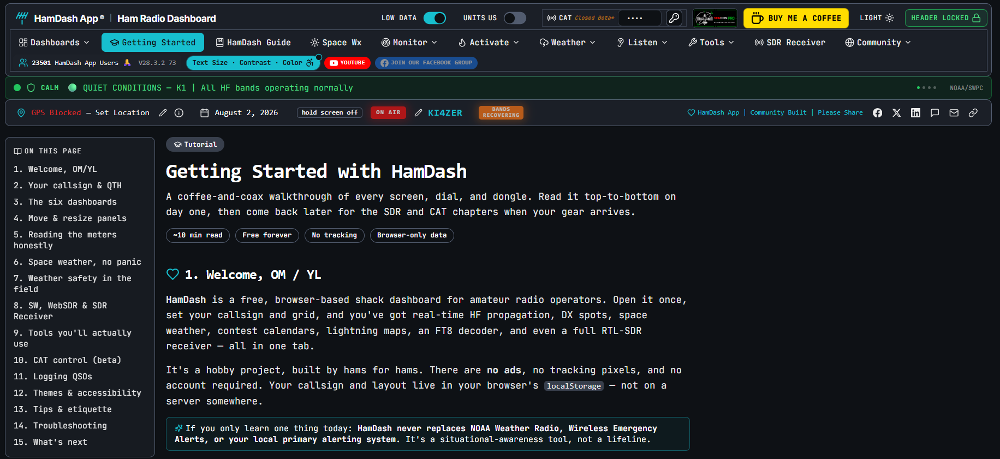 HamDash App© | Ham Radio Dashboard
LOW DATA
UNITS US
CAT Closed Beta*
••••
BUY ME A COFFEE
LIGHT
HEADER LOCKED
Dashboards
Getting Started
HamDash Guide
Space Wx
Monitor
Activate
Weather
Listen
Tools
SDR Receiver
Community
23501 HamDash App Users
V28.3.2 73
Text Size · Contrast · Color
YOUTUBE
JOIN OUR FACEBOOK GROUP
CALM
QUIET CONDITIONS — K1 | All HF bands operating normally
NOAA/SWPC
GPS Blocked — Set Location
August 2, 2026
hold screen off
ON AIR
KI4ZER
BANDS
RECOVERING
HamDash App | Community Built | Please Share
ON THIS PAGE
1. Welcome, OM/YL
2. Your callsign & QTH
3. The six dashboards
4. Move & resize panels
5. Reading the meters
honestly
6. Space weather, no panic
7. Weather safety in the
field
8. SW, WebSDR & SDR
Receiver
9. Tools you'll actually
use
10. CAT control (beta)
11. Logging QSOs
12. Themes & accessibility
13. Tips & etiquette
14. Troubleshooting
15. What's next
Tutorial
Getting Started with HamDash
A coffee-and-coax walkthrough of every screen, dial, and dongle. Read it top-to-bottom on
day one, then come back later for the SDR and CAT chapters when your gear arrives.
~10 min read
Free forever
No tracking
Browser-only data
1. Welcome, OM / YL
HamDash is a free, browser-based shack dashboard for amateur radio operators. Open it once,
set your callsign and grid, and you've got real-time HF propagation, DX spots, space
weather, contest calendars, lightning maps, an FT8 decoder, and even a full RTL-SDR
receiver — all in one tab.
It's a hobby project, built by hams for hams. There are no ads, no tracking pixels, and no
account required. Your callsign and layout live in your browser's localStorage — not on a
server somewhere.
If you only learn one thing today: HamDash never replaces NOAA Weather Radio, Wireless Emergency
Alerts, or your local primary alerting system. It's a situational-awareness tool, not a lifeline.